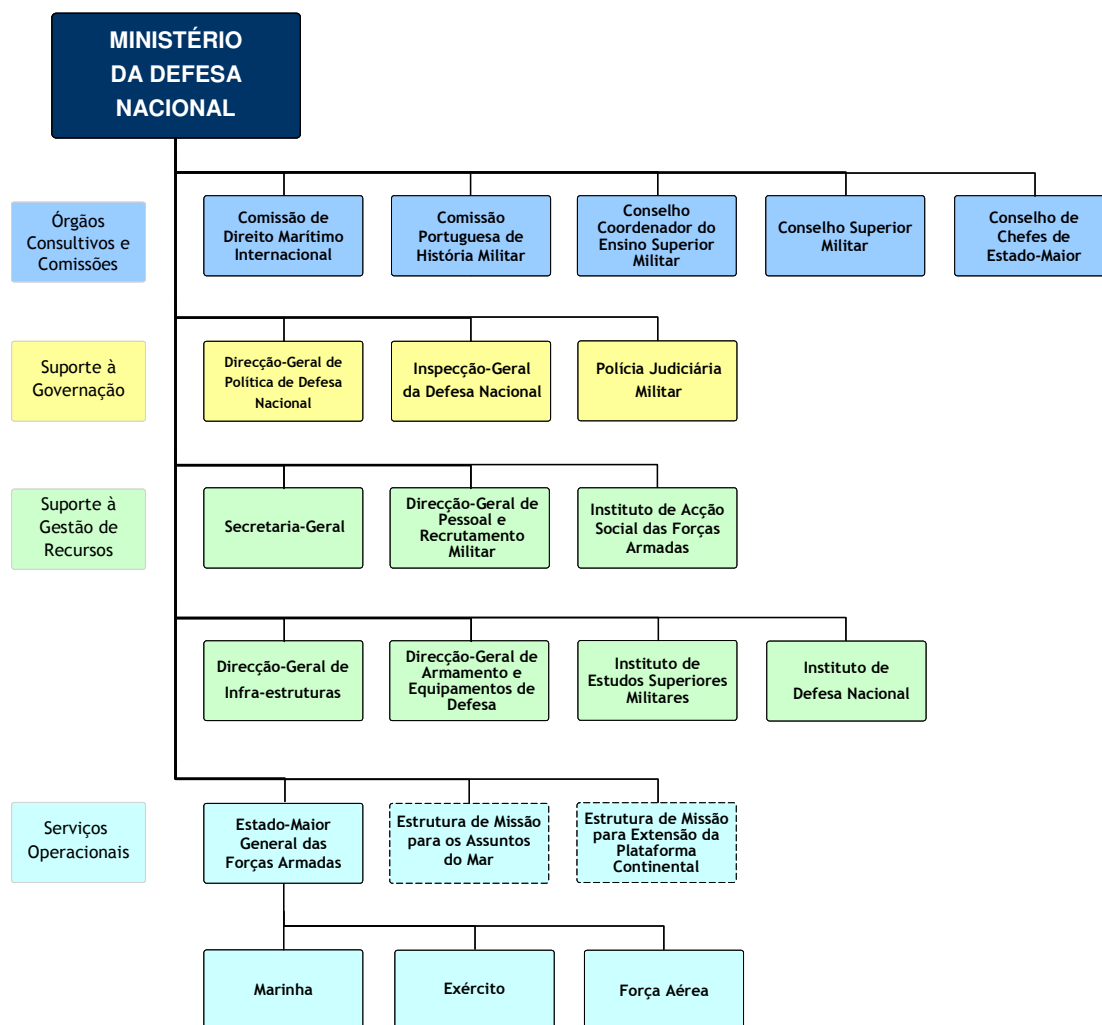 MINISTÉRIO
DA DEFESA
NACIONAL
Órgãos
Consultivos e
Comissões
Comissão de
Direito Marítimo
Internacional
Comissão
Portuguesa de
História Militar
Conselho
Coordenador do
Ensino Superior
Militar
Conselho Superior
Militar
Conselho de
Chefes de
Estado-Maior
Suporte à
Governação
Direcção-Geral de
Política de Defesa
Nacional
Inspecção-Geral
da Defesa Nacional
Polícia Judiciária
Militar
Suporte à
Gestão de
Recursos
Secretaria-Geral
Direcção-Geral de
Pessoal e
Recrutamento
Militar
Instituto de Acção
Social das Forças
Armadas
Direcção-Geral de
Infra-estruturas
Direcção-Geral de
Armamento e
Equipamentos de
Defesa
Instituto de
Estudos Superiores
Militares
Instituto de
Defesa Nacional
Serviços
Operacionais
Estado-Maior
General das
Forças Armadas
Estrutura de Missão
para os Assuntos
do Mar
Estrutura de Missão
para Extensão da
Plataforma
Continental
Marinha
Exército
Força Aérea